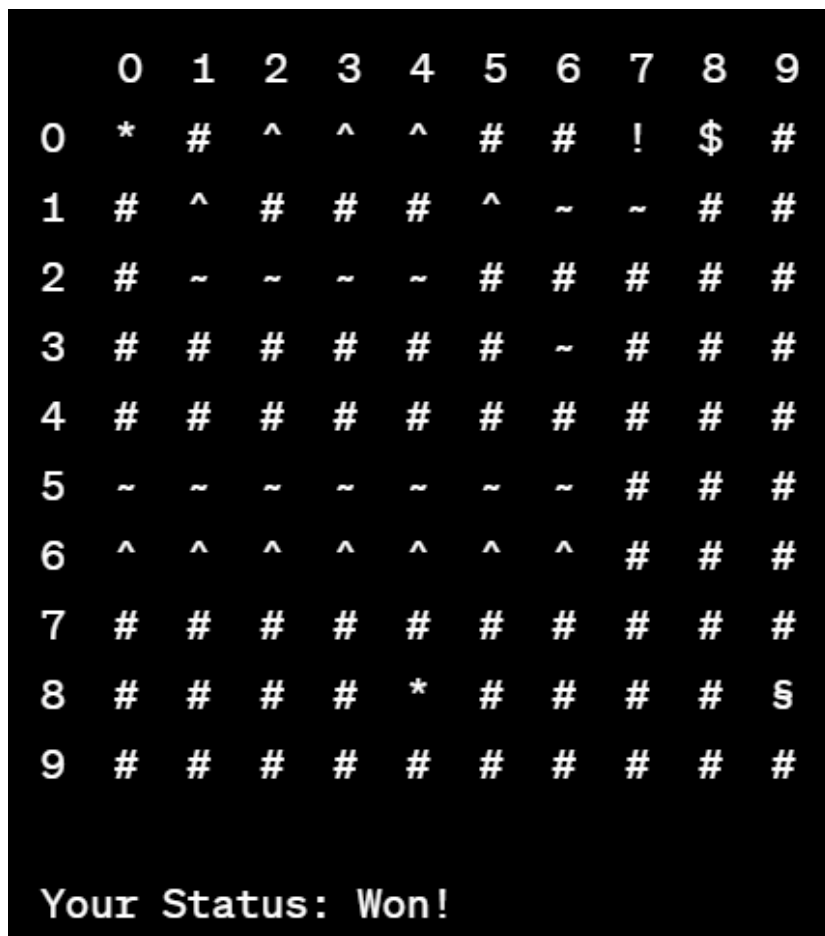 0 1 2 3 4 5 6 7 8 9
0 * # ^ ^ ^ # # ! $ #
1 # ^ # # # ^ ~ ~ # #
2 # ~ ~ ~ ~ # # # # #
3 # # # # # # ~ # # #
4 # # # # # # # # # #
5 ~ ~ ~ ~ ~ ~ ~ # # #
6 ^ ^ ^ ^ ^ ^ ^ # # #
7 # # # # # # # # # #
8 # # # # * # # # # §
9 # # # # # # # # # #
Your Status: Won!